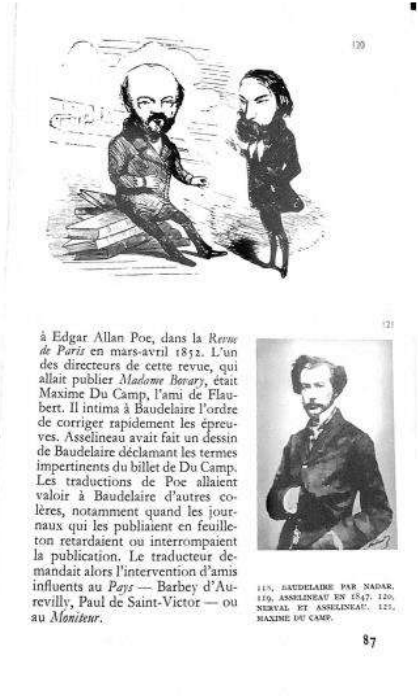 120
121
à Edgar Allan Poe, dans la Revue
de Paris en mars-avril 1852. L'un
des directeurs de cette revue, qui
allait publier Madame Bovary, était
Maxime Du Camp, l'ami de Flau-
bert. Il intima à Baudelaire l'ordre
de corriger rapidement les épreu-
ves. Asselineau avait fait un dessin
de Baudelaire déclamant les termes
impertinents du billet de Du Camp.
Les traductions de Poe allaient
valoir à Baudelaire d'autres co-
lères, notamment quand les jour-
naux qui les publiaient en feuille-
ton retardaient ou interrompaient
la publication. Le traducteur de-
mandait alors l'intervention d'amis
influents au Pays — Barbey d'Au-
revilly, Paul de Saint-Victor — ou
au Moniteur.
118, BAUDELAIRE PAR NADAR.
119, ASSELINEAU EN 1847. 120,
NERVAL ET ASSELINEAU. 121,
MAXIME DU CAMP.
87